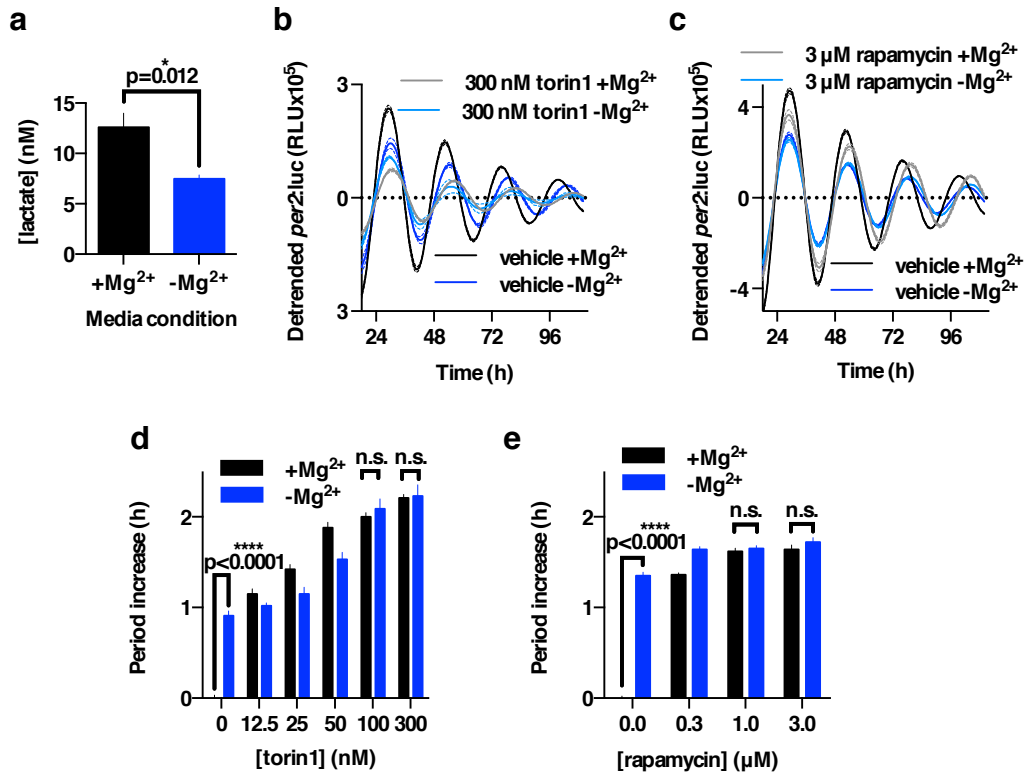 a
*
p=0.012
15
10
5
0
[lactate] (nM)
+Mg²⁺
-Mg²⁺
Media condition
b
300 nM torin1 +Mg²⁺
300 nM torin1 -Mg²⁺
3
0
3
Detrended per2:luc (RLUx10⁵)
vehicle +Mg²⁺
vehicle -Mg²⁺
24 48 72 96
Time (h)
c
3 µM rapamycin +Mg²⁺
3 µM rapamycin -Mg²⁺
4
0
-4
Detrended per2:luc (RLUx10⁵)
vehicle +Mg²⁺
vehicle -Mg²⁺
24 48 72 96
Time (h)
d
+Mg²⁺
-Mg²⁺
n.s.
n.s.
****
p<0.0001
2
1
0
Period increase (h)
0 12.5 25 50 100 300
[torin1] (nM)
e
+Mg²⁺
-Mg²⁺
n.s.
n.s.
****
p<0.0001
2
1
0
Period increase (h)
0.0 0.3 1.0 3.0
[rapamycin] (µM)